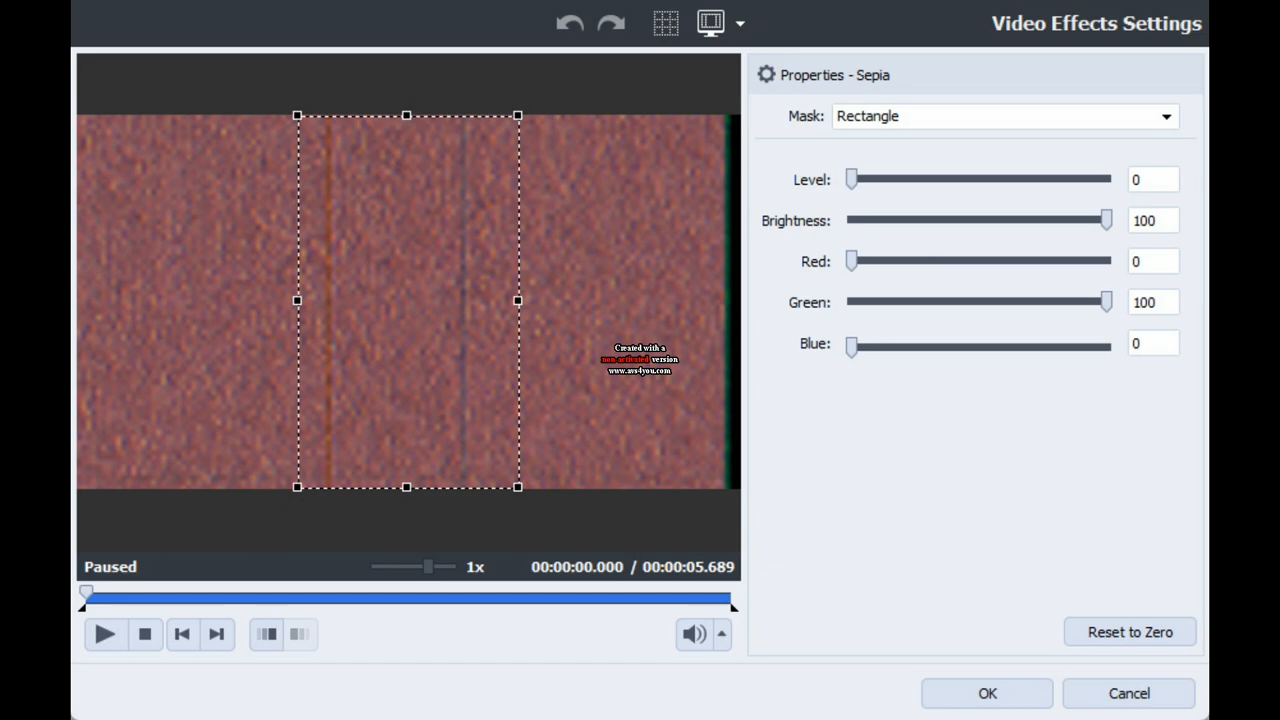 Video Effects Settings
Properties - Sepia
Mask: Rectangle
Level: 0
Brightness: 100
Red: 0
Green: 100
Blue: 0
Created with a
non-activated version
www.avs4you.com
Paused 1x 00:00:00.000 / 00:00:05.689
Reset to Zero
OK Cancel